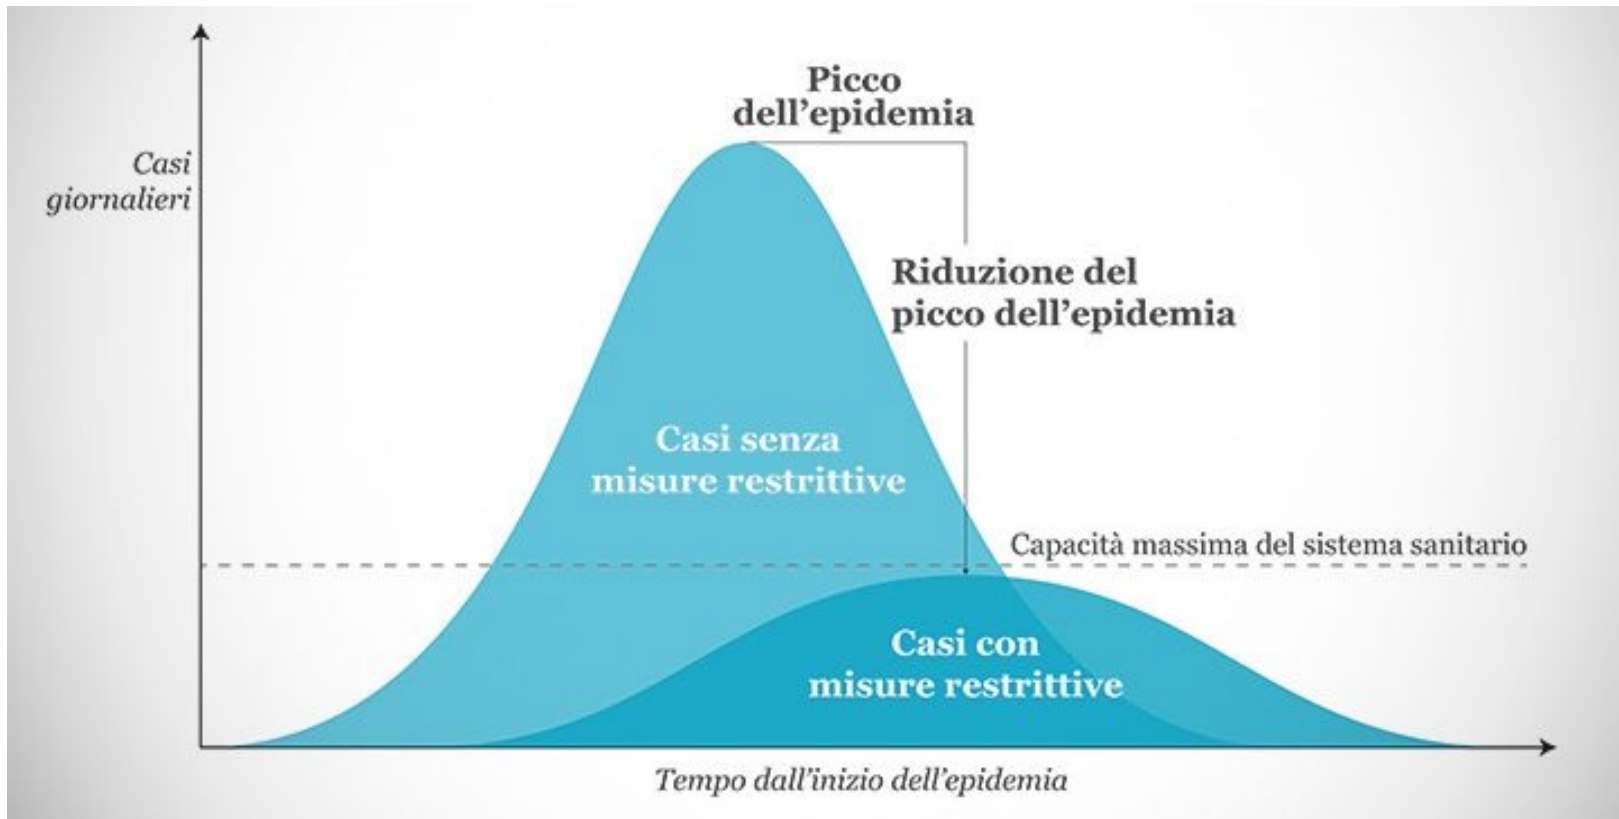 Picco
dell'epidemia
Casi
giornalieri
Riduzione del
picco dell'epidemia
Casi senza
misure restrittive
Capacità massima del sistema sanitario
Casi con
misure restrittive
Tempo dall'inizio dell'epidemia